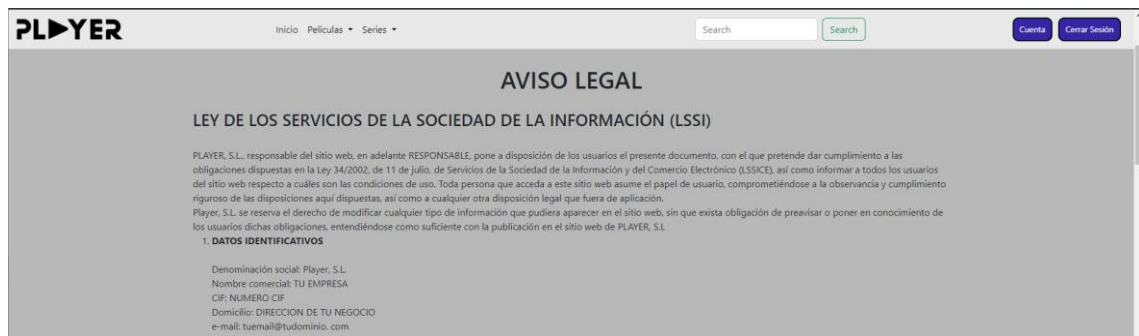 PLAYER
Inicio Películas Series Search Search Cuenta Cerrar Sesión
AVISO LEGAL
LEY DE LOS SERVICIOS DE LA SOCIEDAD DE LA INFORMACIÓN (LSSI)
PLAYER, S.L., responsable del sitio web, en adelante RESPONSABLE, pone a disposición de los usuarios el presente documento, con el que pretende dar cumplimiento a las
obligaciones dispuestas en la Ley 34/2002, de 11 de julio, de Servicios de la Sociedad de la Información y del Comercio Electrónico (LSSICE), así como informar a todos los usuarios
del sitio web respecto a cuáles son las condiciones de uso. Toda persona que acceda a este sitio web asume el papel de usuario, comprometiéndose a la observancia y cumplimiento
riguroso de las disposiciones aquí dispuestas, así como a cualquier otra disposición legal que fuera de aplicación.
Player, S.L. se reserva el derecho de modificar cualquier tipo de información que pudiera aparecer en el sitio web, sin que exista obligación de preavisar o poner en conocimiento de
los usuarios dichas obligaciones, entendiéndose como suficiente con la publicación en el sitio web de PLAYER, S.L
1. DATOS IDENTIFICATIVOS
Denominación social: Player, S.L.
Nombre comercial: TU EMPRESA
CIF: NUMERO CIF
Domicilio: DIRECCION DE TU NEGOCIO
e-mail: tuemail@tudominio. com